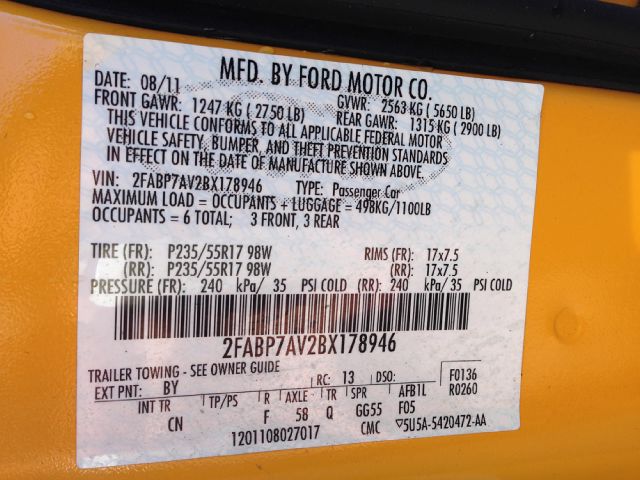 MFD. BY FORD MOTOR CO.
DATE: 08/11 GVWR: 2563 KG (5650 LB)
FRONT GAWR: 1247 KG (2750 LB) REAR GAWR: 1315 KG (2900 LB)
THIS VEHICLE CONFORMS TO ALL APPLICABLE FEDERAL MOTOR
VEHICLE SAFETY, BUMPER, AND THEFT PREVENTION STANDARDS
IN EFFECT ON THE DATE OF MANUFACTURE SHOWN ABOVE.
VIN: 2FABP7AV2BX178946 TYPE: Passenger Car
MAXIMUM LOAD = OCCUPANTS + LUGGAGE = 498KG/1100LB
OCCUPANTS = 6 TOTAL; 3 FRONT, 3 REAR
TIRE (FR): P235/55R17 98W RIMS (FR): 17x7.5
(RR): P235/55R17 98W (RR): 17x7.5
PRESSURE (FR): 240 kPa/ 35 PSI COLD (RR): 240 kPa/ 35 PSI COLD
2FABP7AV2BX178946
TRAILER TOWING - SEE OWNER GUIDE
EXT PNT: BY RC: 13 DSO: F0136
INT TR TP/PS R AXLE TR SPR AFB1L R0260
CN F 58 Q GG55 F05
1201108027017 CMC ▽5U5A-5420472-AA